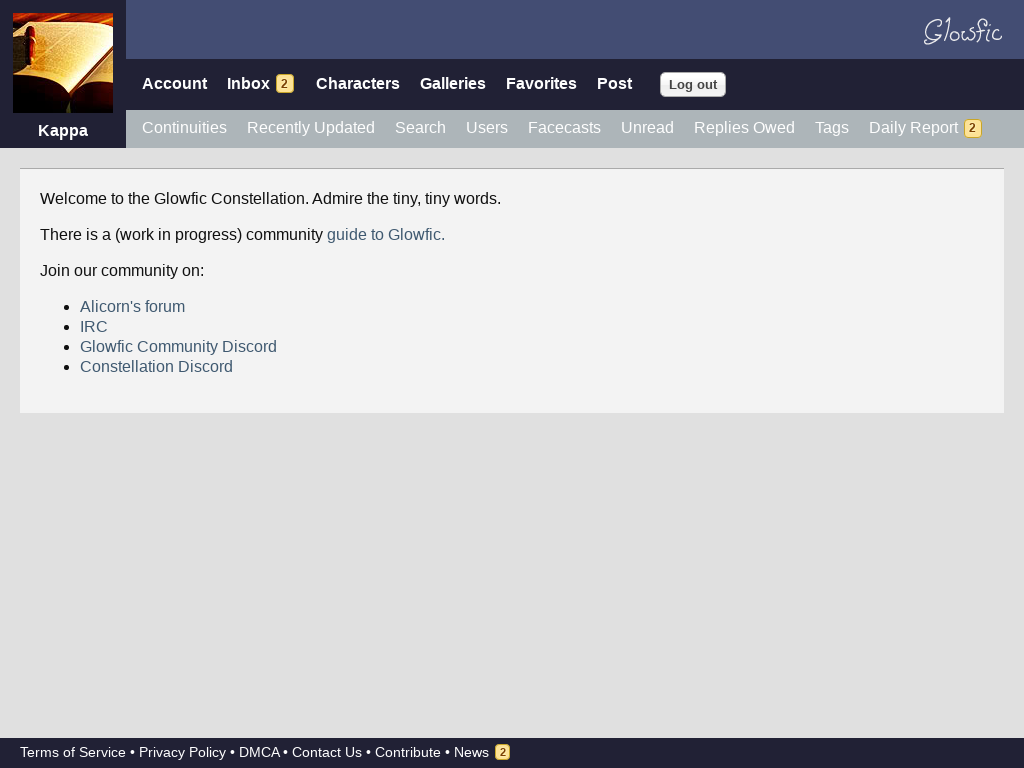 Glowfic
Account Inbox 2 Characters Galleries Favorites Post Log out
Kappa
Continuities Recently Updated Search Users Facecasts Unread Replies Owed Tags Daily Report 2
Welcome to the Glowfic Constellation. Admire the tiny, tiny words.
There is a (work in progress) community guide to Glowfic.
Join our community on:
• Alicorn's forum
• IRC
• Glowfic Community Discord
• Constellation Discord
Terms of Service • Privacy Policy • DMCA • Contact Us • Contribute • News 2